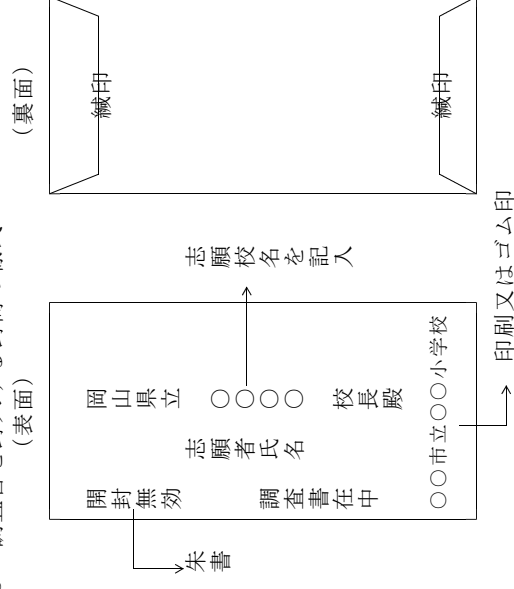 (表面)
岡山県立 ○○○○ 校長殿
志願者氏名
開封無効
調査書在中
○○市立○○小学校
志願校名を記入
朱書
印刷又はゴム印
(裏面)
緘印
緘印